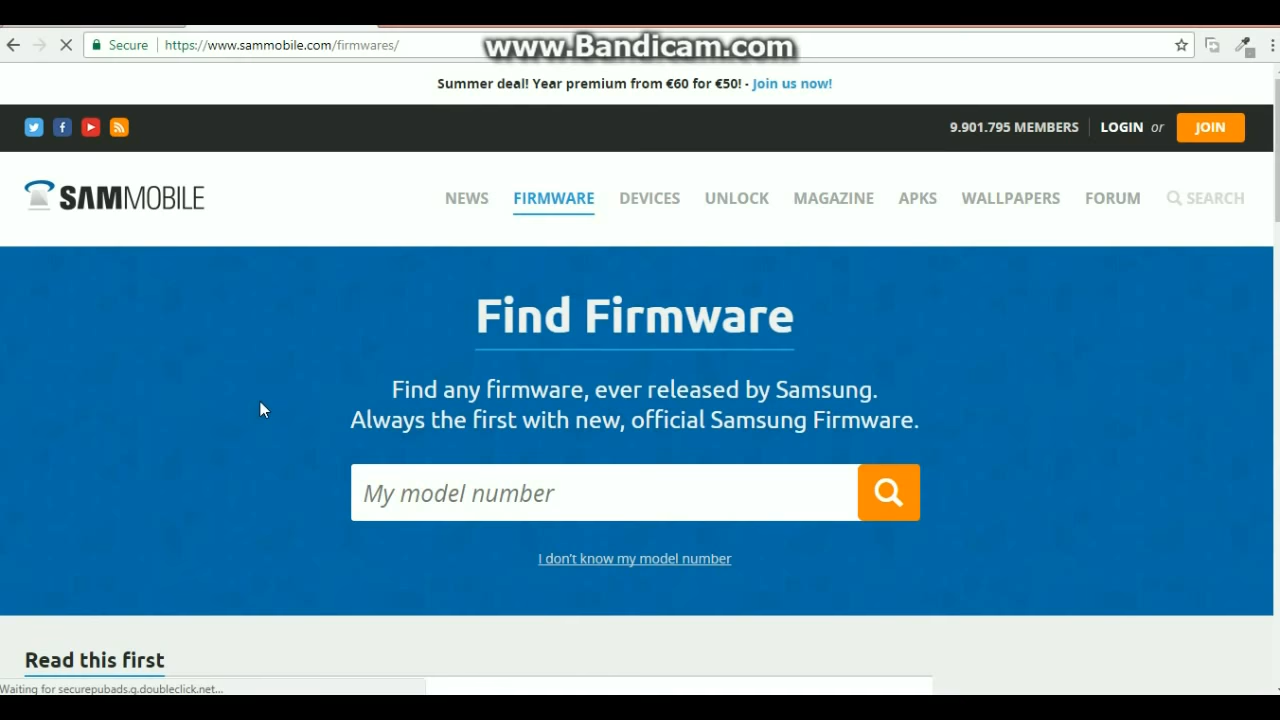 Secure
https://www.sammobile.com/firmwares/
www.Bandicam.com
Summer deal! Year premium from €60 for €50! - Join us now!
9.901.795 MEMBERS
LOGIN or
JOIN
SAMMOBILE
NEWS FIRMWARE DEVICES UNLOCK MAGAZINE APKS WALLPAPERS FORUM SEARCH
Find Firmware
Find any firmware, ever released by Samsung.
Always the first with new, official Samsung Firmware.
My model number
I don't know my model number
Read this first
Waiting for securepubads.g.doubleclick.net...